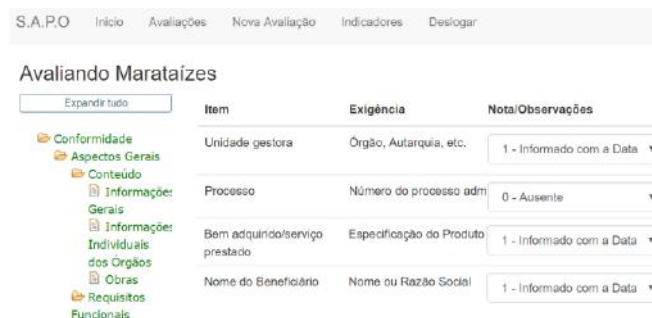 S.A.P.O Inicio Avaliações Nova Avaliação Indicadores Deslogar
Avaliando Marataízes
Expandir tudo
Conformidade
Aspectos Gerais
Conteúdo
Informações
Gerais
Informações
Individuais
dos Órgãos
Obras
Requisitos
Funcionais
Item Exigência Nota/Observações
Unidade gestora Órgão, Autarquia, etc. 1 - Informado com a Data
Processo Número do processo adm 0 - Ausente
Bem adquirido/serviço Especificação do Produto 1 - Informado com a Data
prestado
Nome do Beneficiário Nome ou Razão Social 1 - Informado com a Data